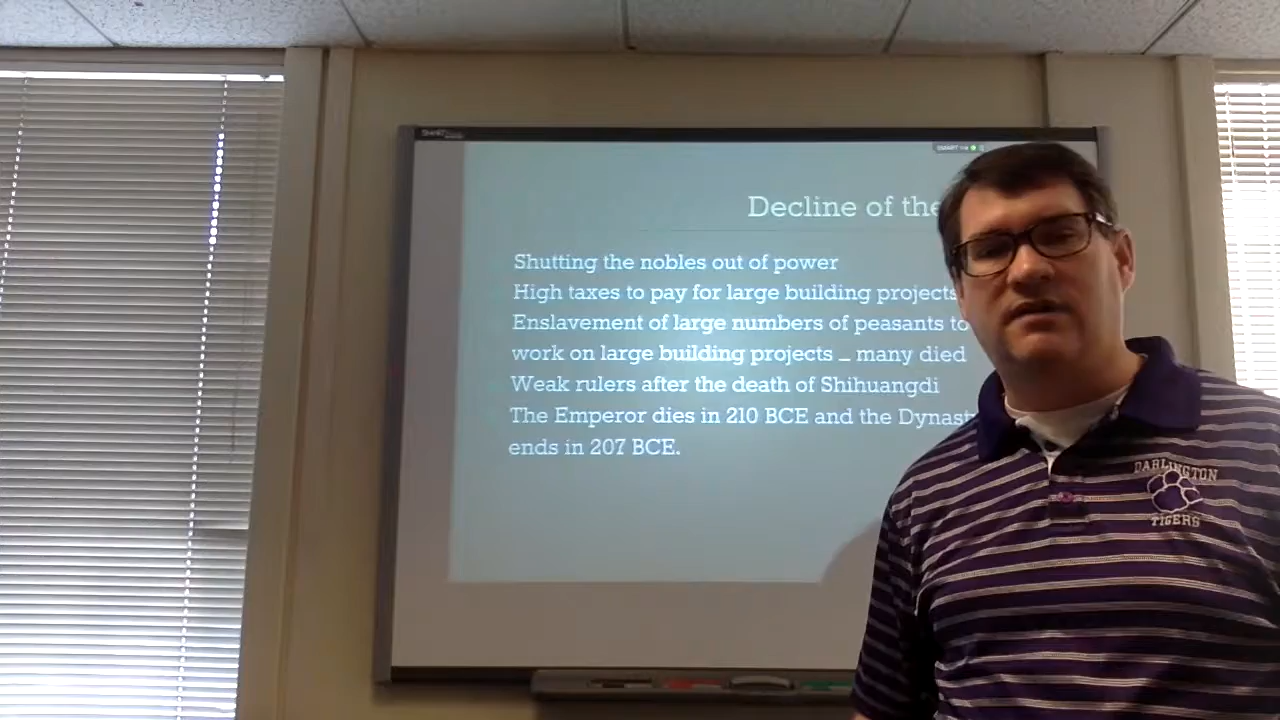 SMART
Decline of the
Shutting the nobles out of power
High taxes to pay for large building projects
Enslavement of large numbers of peasants to
work on large building projects – many died
Weak rulers after the death of Shihuangdi
The Emperor dies in 210 BCE and the Dynasty
ends in 207 BCE.
DARLINGTON
TIGERS